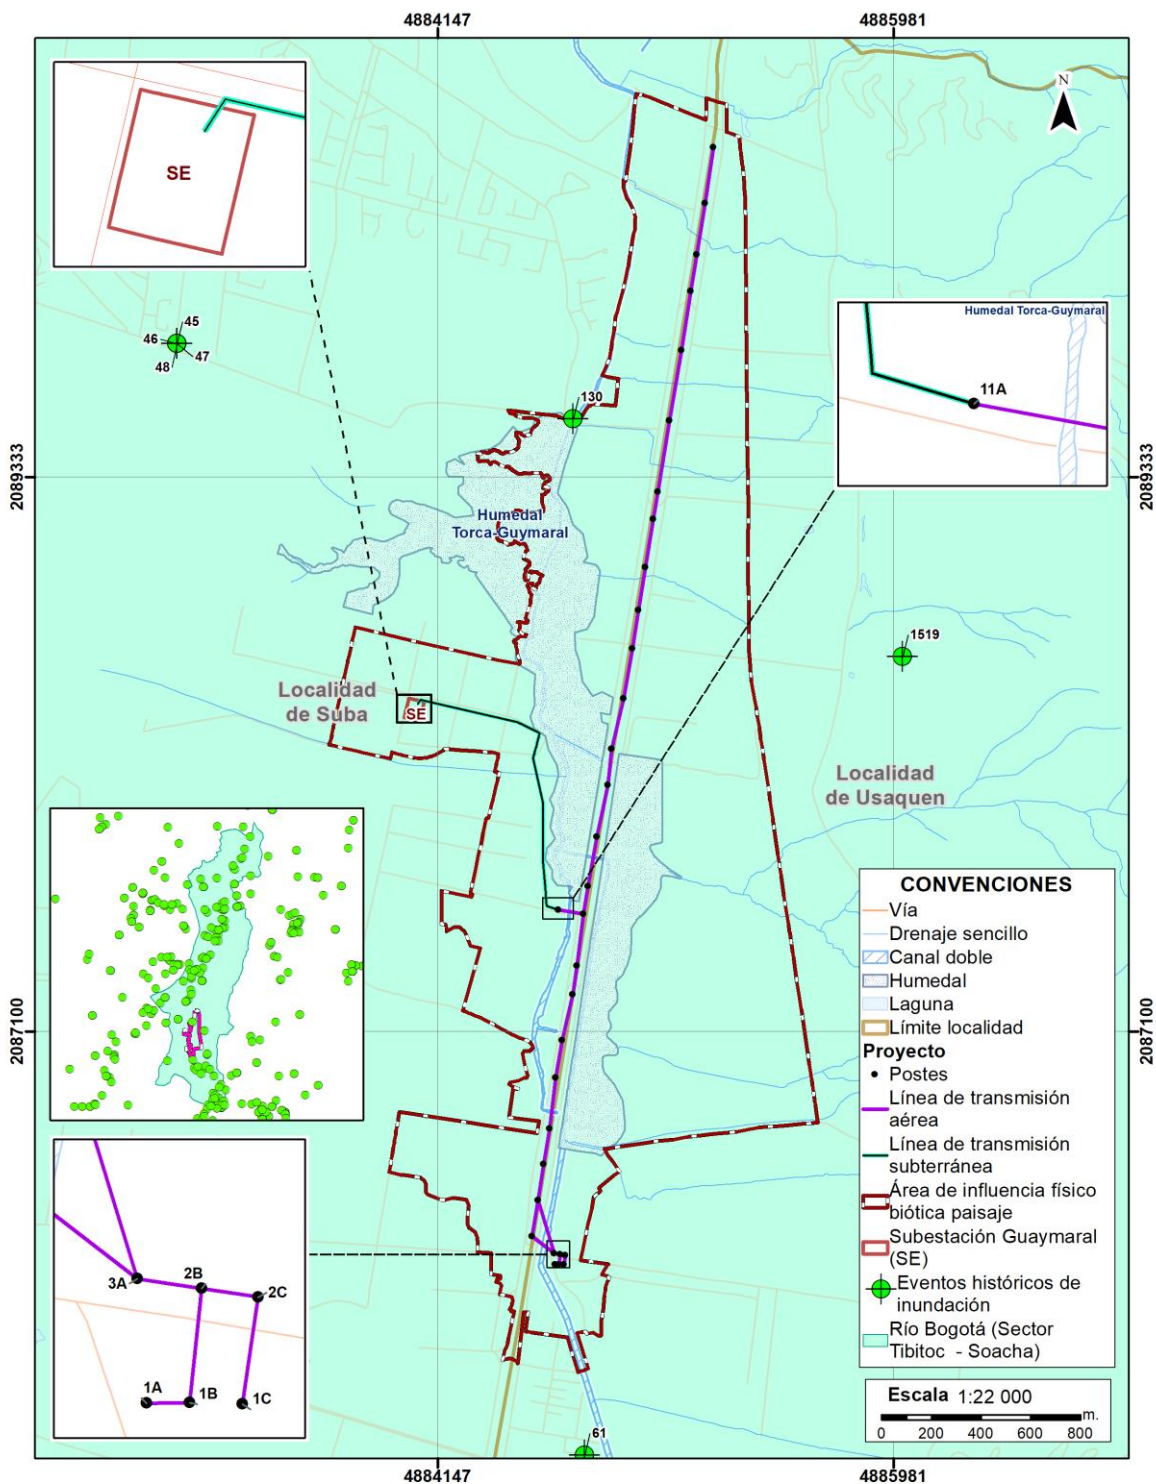 4884147
4885981
SE
N
45
46
47
48
130
Humedal Torca-Guymaral
11A
2089333
2089333
Humedal
Torca-Guymaral
1519
Localidad
de Suba
SE
Localidad
de Usaquen
2087100
2087100
3A
2B
2C
1A
1B
1C
61
CONVENCIONES
Vía
Drenaje sencillo
Canal doble
Humedal
Laguna
Límite localidad
Proyecto
Postes
Línea de transmisión
aérea
Línea de transmisión
subterránea
Área de influencia físico
biótica paisaje
Subestación Guaymaral
(SE)
Eventos históricos de
inundación
Río Bogotá (Sector
Tibitoc - Soacha)
Escala 1:22 000
m.
0 200 400 600 800
4884147
4885981